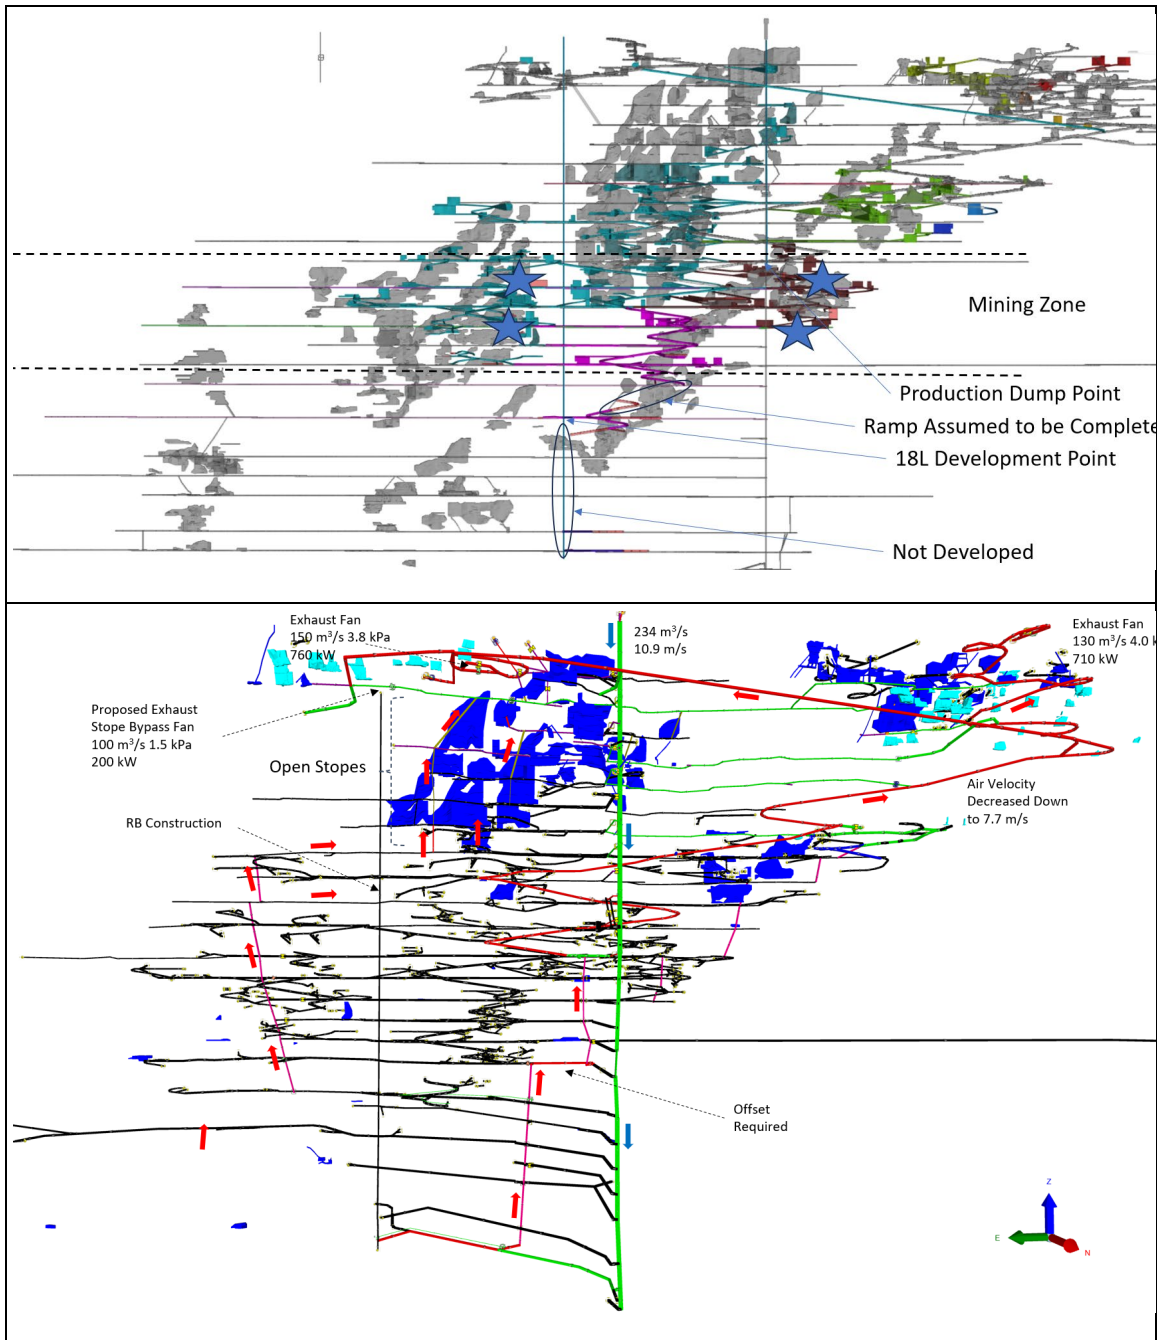 Mining Zone
Production Dump Point
Ramp Assumed to be Complete
18L Development Point
Not Developed
Exhaust Fan
150 m³/s 3.8 kPa
760 kW
234 m³/s
10.9 m/s
Exhaust Fan
130 m³/s 4.0 k
710 kW
Proposed Exhaust
Stope Bypass Fan
100 m³/s 1.5 kPa
200 kW
Open Stopes
RB Construction
Air Velocity
Decreased Down
to 7.7 m/s
Offset
Required
Z
E
N